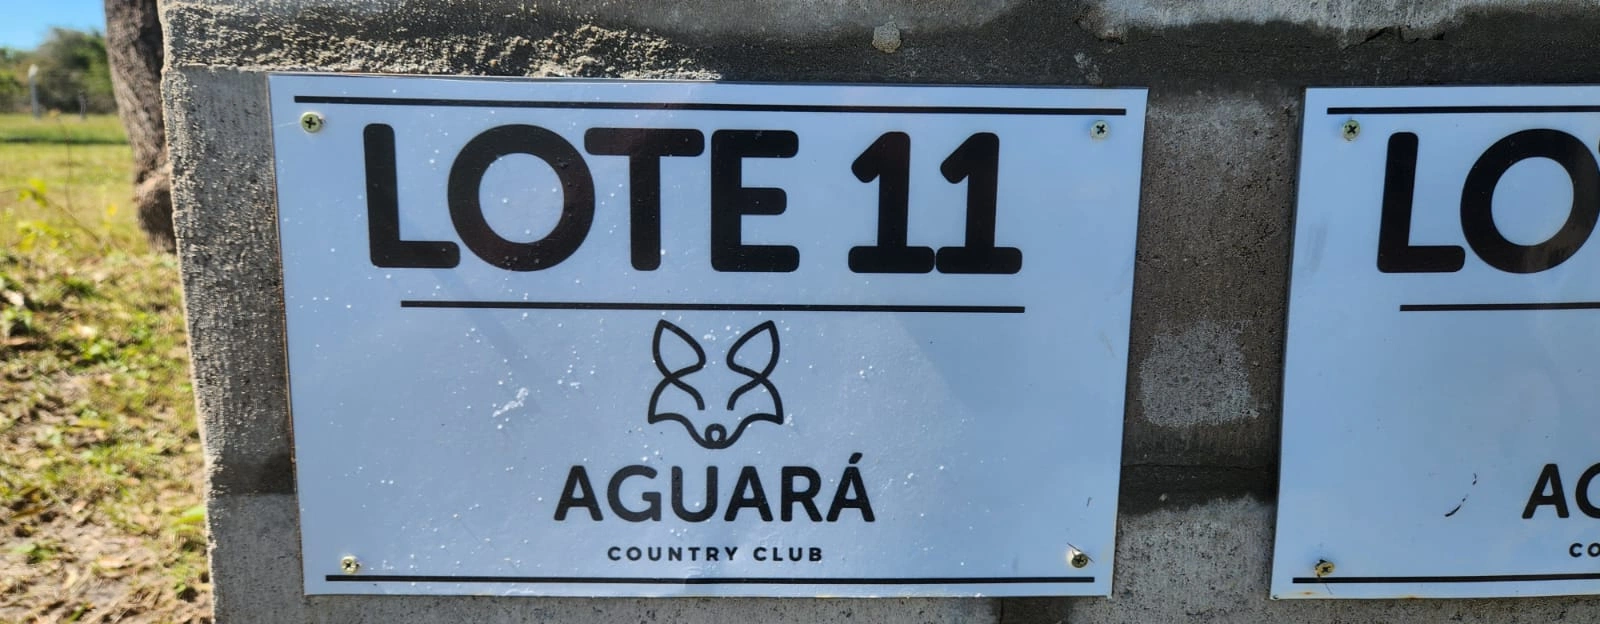 LOTE 11
AGUARÁ
COUNTRY CLUB